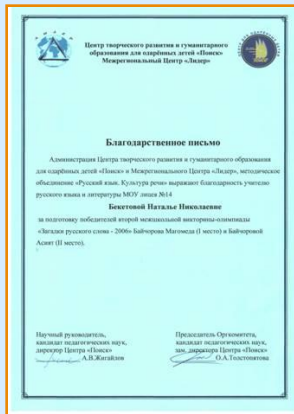 Центр творческого развития и гуманитарного
образования для одарённых детей «Поиск»
Межрегиональный Центр «Лидер»
Благодарственное письмо
Администрация Центра творческого развития и гуманитарного образования
для одарённых детей «Поиск» и Межрегионального Центра «Лидер», методическое
объединение «Русский язык. Культура речи» выражают благодарность учителю
русского языка и литературы МОУ лицея №14
Бекетовой Наталье Николаевне
за подготовку победителей второй межшкольной викторины-олимпиады
«Загадки русского слова - 2006» Байчорова Магомеда (I место) и Байчоровой
Асият (II место).
Научный руководитель,
кандидат педагогических наук,
директор Центра «Поиск»
А.В.Жигайлов
Председатель Оргкомитета,
кандидат педагогических наук,
зам. директора Центра «Поиск»
О.А.Толстопятова